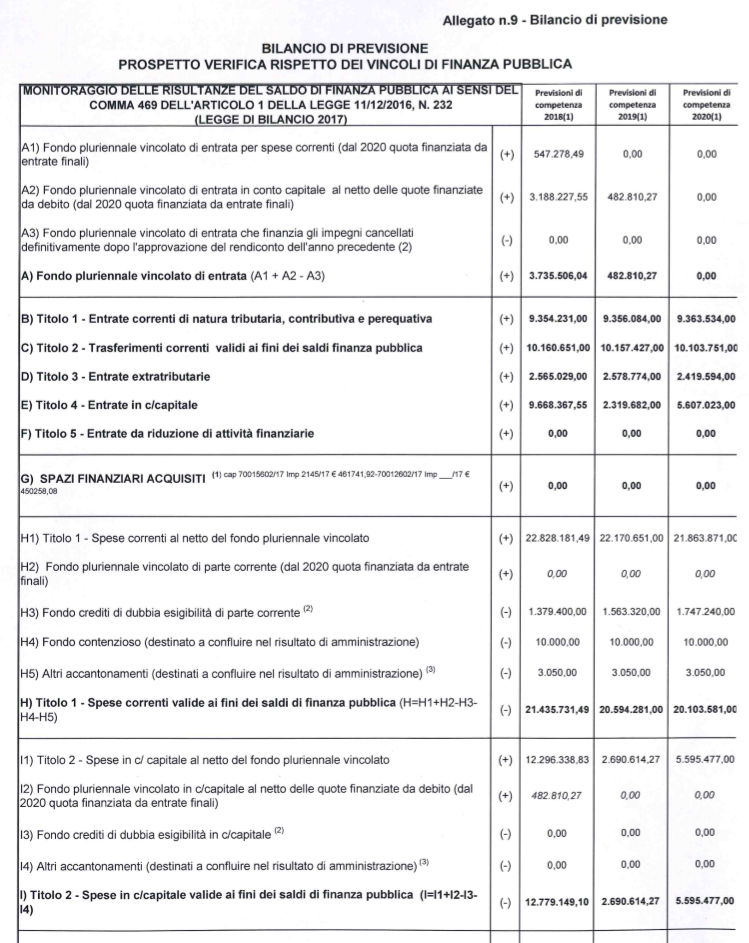 Allegato n.9 - Bilancio di previsione
BILANCIO DI PREVISIONE
PROSPETTO VERIFICA RISPETTO DEI VINCOLI DI FINANZA PUBBLICA
MONITORAGGIO DELLE RISULTANZE DEL SALDO DI FINANZA PUBBLICA AI SENSI DEL
COMMA 469 DELL'ARTICOLO 1 DELLA LEGGE 11/12/2016, N. 232
(LEGGE DI BILANCIO 2017)
Previsioni di competenza 2018(1) Previsioni di competenza 2019(1) Previsioni di competenza 2020(1)
A1) Fondo pluriennale vincolato di entrata per spese correnti (dal 2020 quota finanziata da
entrate finali) (+) 547.278,49 0,00 0,00
A2) Fondo pluriennale vincolato di entrata in conto capitale al netto delle quote finanziate
da debito (dal 2020 quota finanziata da entrate finali) (+) 3.188.227,55 482.810,27 0,00
A3) Fondo pluriennale vincolato di entrata che finanzia gli impegni cancellati
definitivamente dopo l'approvazione del rendiconto dell'anno precedente (2) (-) 0,00 0,00 0,00
A) Fondo pluriennale vincolato di entrata (A1 + A2 - A3) (+) 3.735.506,04 482.810,27 0,00
B) Titolo 1 - Entrate correnti di natura tributaria, contributiva e perequativa (+) 9.354.231,00 9.356.084,00 9.363.534,00
C) Titolo 2 - Trasferimenti correnti validi ai fini dei saldi finanza pubblica (+) 10.160.651,00 10.157.427,00 10.103.751,00
D) Titolo 3 - Entrate extratributarie (+) 2.565.029,00 2.578.774,00 2.419.594,00
E) Titolo 4 - Entrate in c/capitale (+) 9.668.367,55 2.319.682,00 5.607.023,00
F) Titolo 5 - Entrate da riduzione di attività finanziarie (+) 0,00 0,00 0,00
G) SPAZI FINANZIARI ACQUISITI (1) cap 70015602/17 Imp 2145/17 € 461741,92-70012602/17 Imp ___/17 €
450258,08 (+) 0,00 0,00 0,00
H1) Titolo 1 - Spese correnti al netto del fondo pluriennale vincolato (+) 22.828.181,49 22.170.651,00 21.863.871,00
H2) Fondo pluriennale vincolato di parte corrente (dal 2020 quota finanziata da entrate
finali) (+) 0,00 0,00 0,00
H3) Fondo crediti di dubbia esigibilità di parte corrente (2) (-) 1.379.400,00 1.563.320,00 1.747.240,00
H4) Fondo contenzioso (destinato a confluire nel risultato di amministrazione) (-) 10.000,00 10.000,00 10.000,00
H5) Altri accantonamenti (destinati a confluire nel risultato di amministrazione) (3) (-) 3.050,00 3.050,00 3.050,00
H) Titolo 1 - Spese correnti valide ai fini dei saldi di finanza pubblica (H=H1+H2-H3-
H4-H5) (-) 21.435.731,49 20.594.281,00 20.103.581,00
I1) Titolo 2 - Spese in c/ capitale al netto del fondo pluriennale vincolato (+) 12.296.338,83 2.690.614,27 5.595.477,00
I2) Fondo pluriennale vincolato in c/capitale al netto delle quote finanziate da debito (dal
2020 quota finanziata da entrate finali) (+) 482.810,27 0,00 0,00
I3) Fondo crediti di dubbia esigibilità in c/capitale (2) (-) 0,00 0,00 0,00
I4) Altri accantonamenti (destinati a confluire nel risultato di amministrazione) (3) (-) 0,00 0,00 0,00
I) Titolo 2 - Spese in c/capitale valide ai fini dei saldi di finanza pubblica (I=I1+I2-I3-
I4) (-) 12.779.149,10 2.690.614,27 5.595.477,00